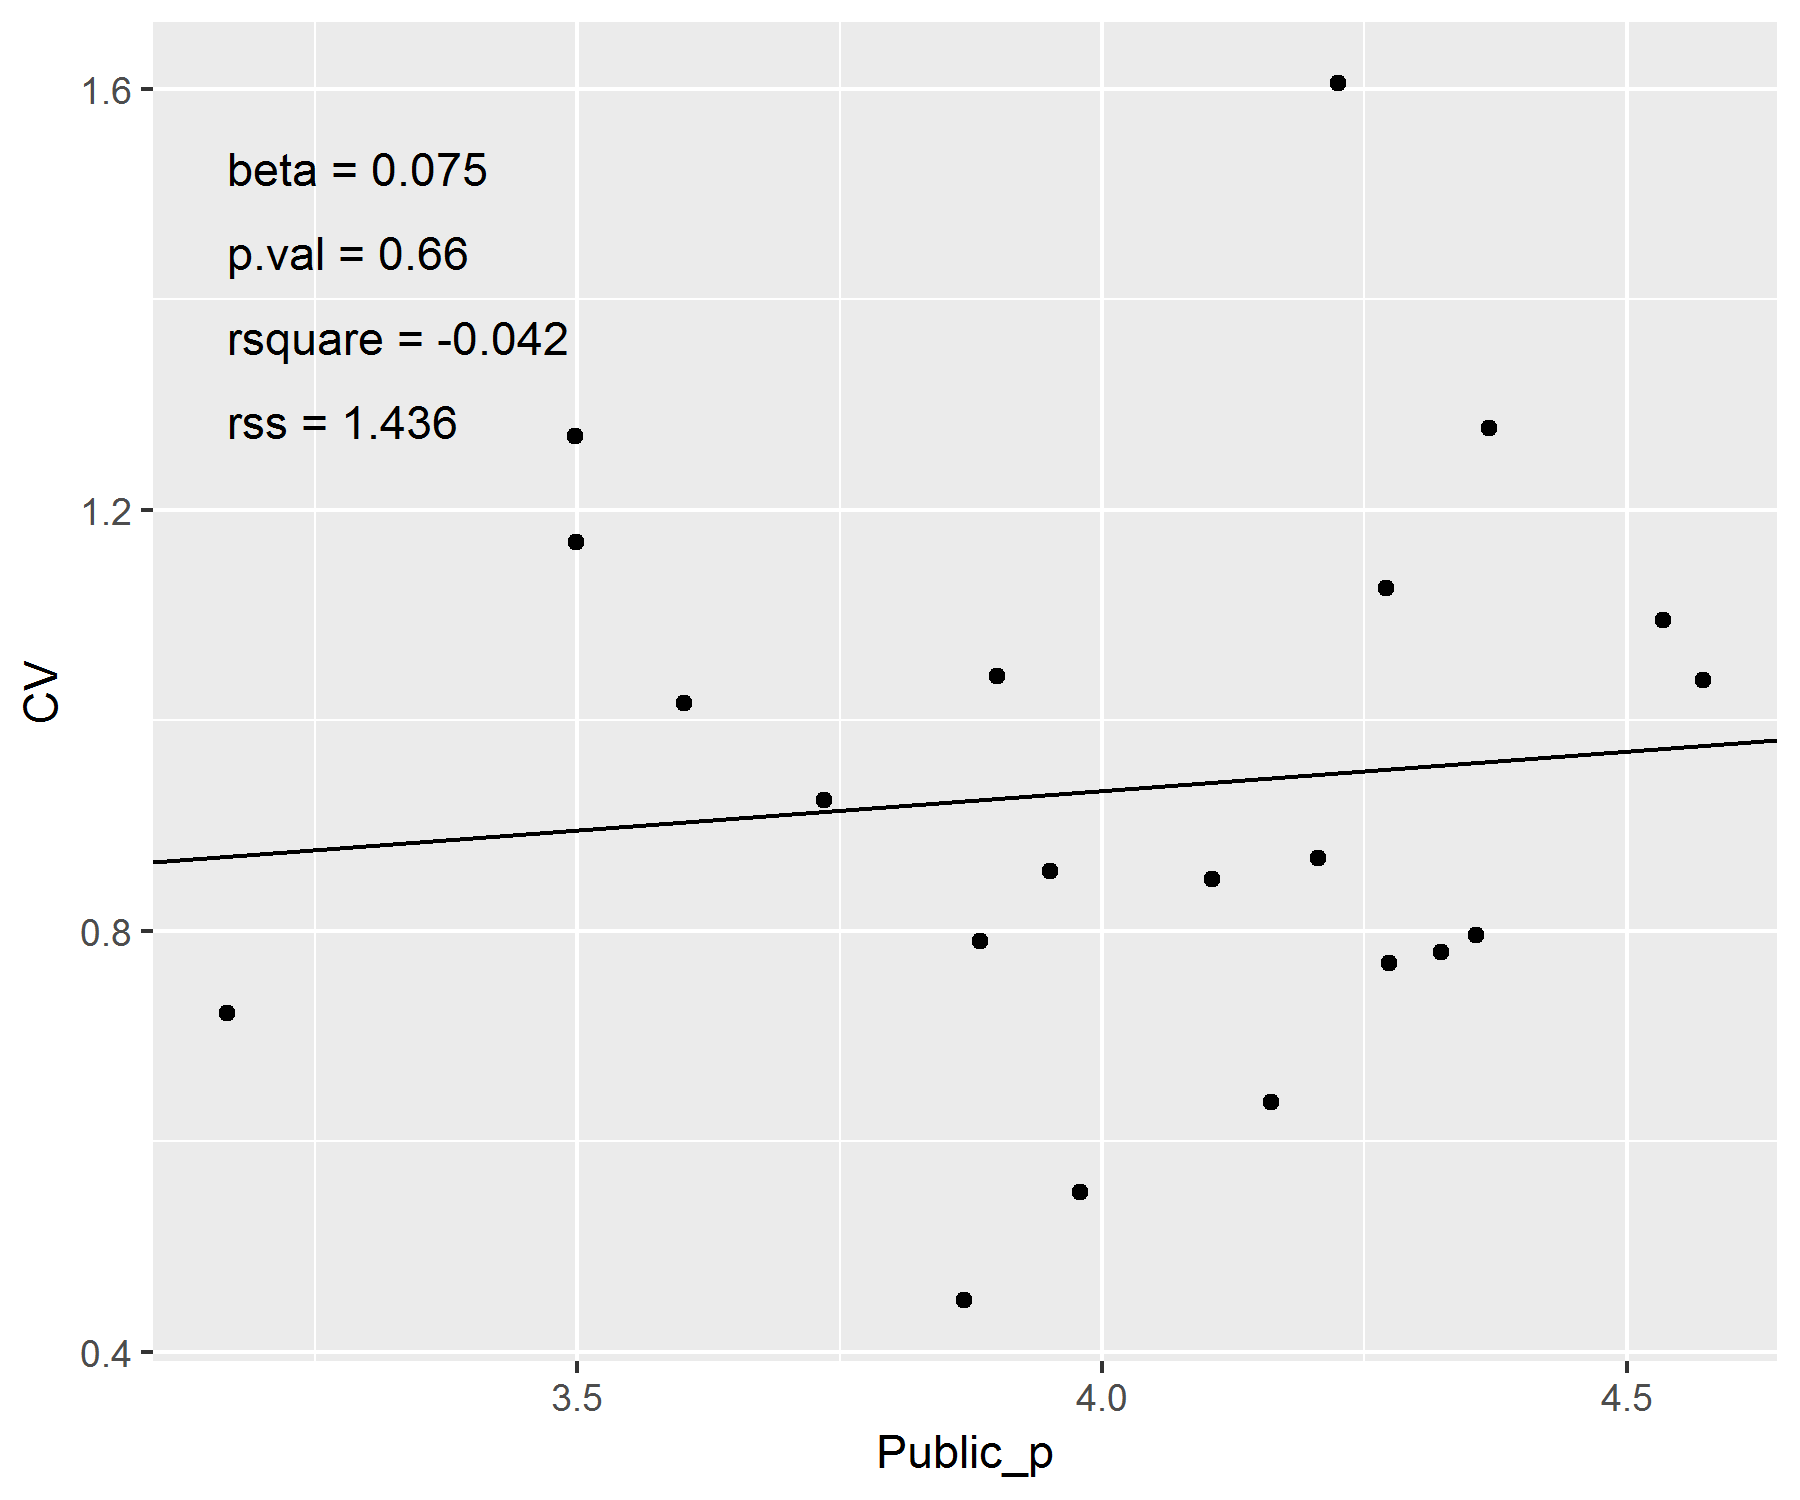 1.6
beta = 0.075
p.val = 0.66
rsquare = -0.042
rss = 1.436
1.2
CV
0.8
0.4
3.5 4.0 4.5
Public_p